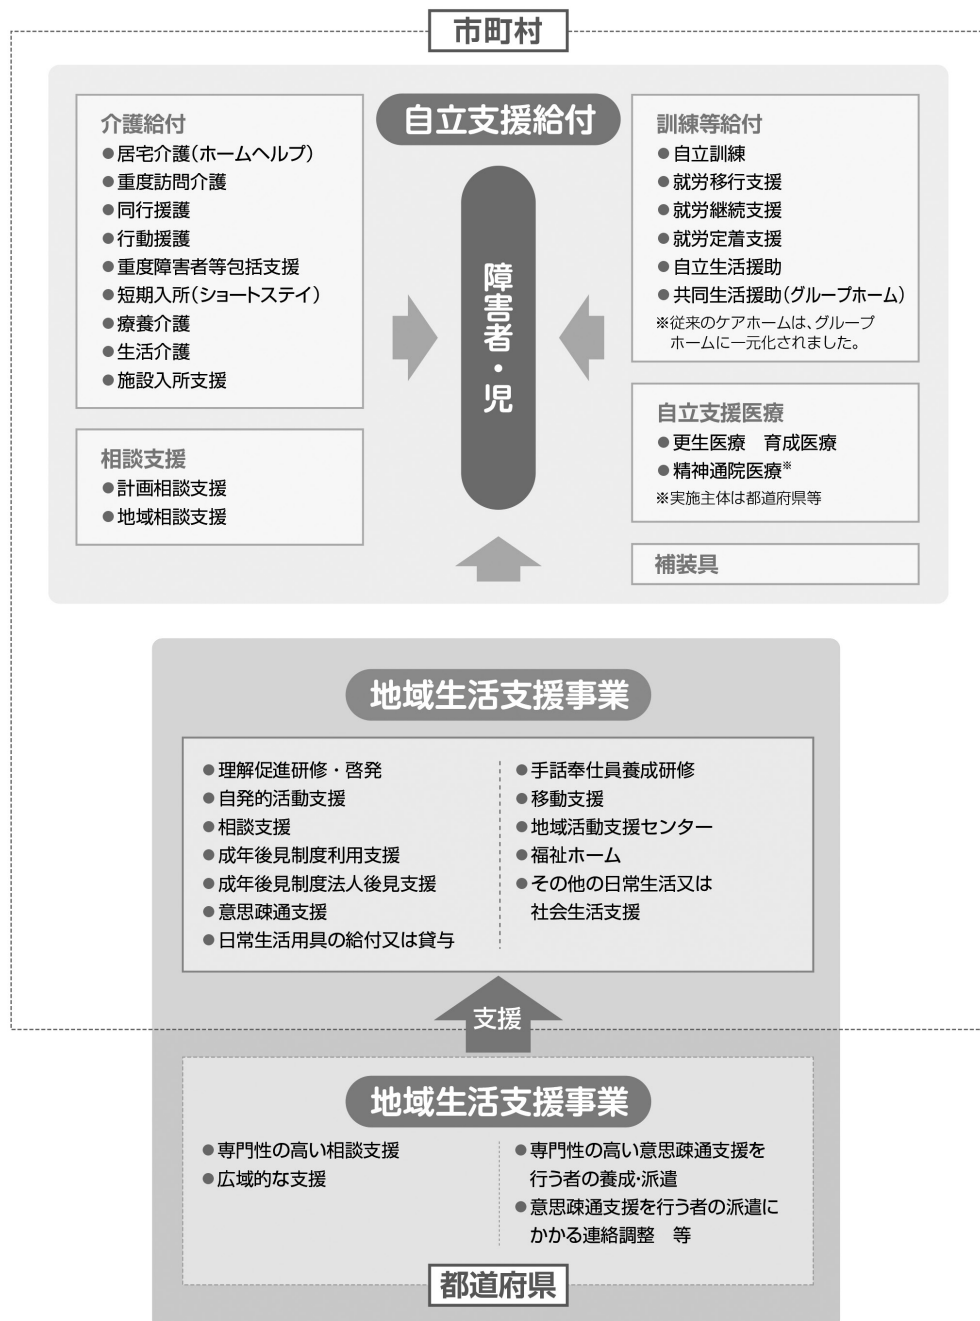 市町村
自立支援給付
介護給付
●居宅介護(ホームヘルプ)
●重度訪問介護
●同行援護
●行動援護
●重度障害者等包括支援
●短期入所(ショートステイ)
●療養介護
●生活介護
●施設入所支援
相談支援
●計画相談支援
●地域相談支援
障害者・児
訓練等給付
●自立訓練
●就労移行支援
●就労継続支援
●就労定着支援
●自立生活援助
●共同生活援助(グループホーム)
※従来のケアホームは、グループ
ホームに一元化されました。
自立支援医療
●更生医療　育成医療
●精神通院医療※
※実施主体は都道府県等
補装具
地域生活支援事業
●理解促進研修・啓発
●自発的活動支援
●相談支援
●成年後見制度利用支援
●成年後見制度法人後見支援
●意思疎通支援
●日常生活用具の給付又は貸与
●手話奉仕員養成研修
●移動支援
●地域活動支援センター
●福祉ホーム
●その他の日常生活又は
社会生活支援
支援
地域生活支援事業
●専門性の高い相談支援
●広域的な支援
●専門性の高い意思疎通支援を
行う者の養成・派遣
●意思疎通支援を行う者の派遣に
かかる連絡調整　等
都道府県